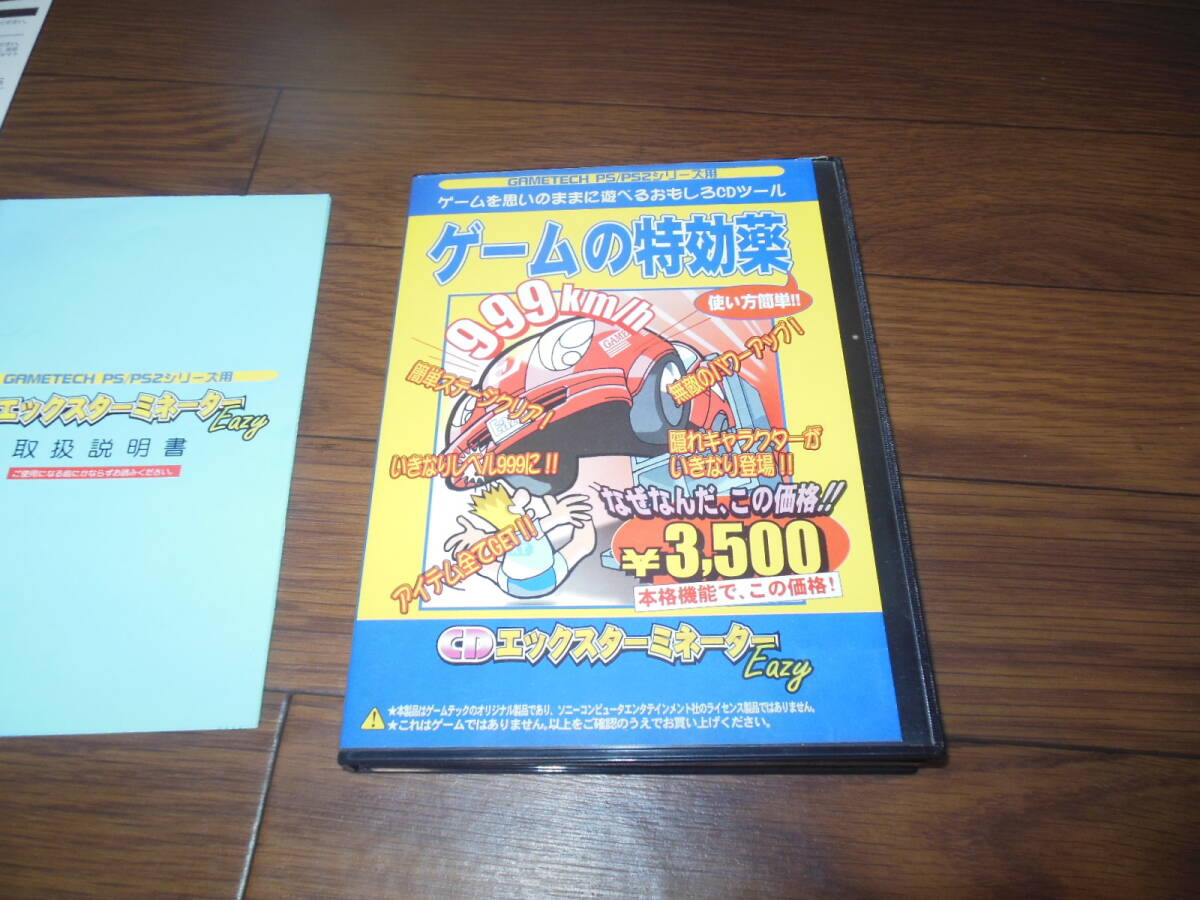 GAMETECH PS/PS2シリーズ用
ゲームを思いのままに遊べるおもしろCDツール
ゲームの特効薬
999km/h
使い方簡単!!
GAME
簡単ステージクリア!
無敵のパワーアップ!
いきなりレベル999に!!
隠れキャラクターが
いきなり登場!!
アイテム全てGET!!
なぜなんだ、この価格!!
¥3,500
本格機能で、この価格!
CDエックスターミネーター
Eazy
★本製品はゲームテックのオリジナル製品であり、ソニーコンピュータエンタテインメント社のライセンス製品ではありません。
★これはゲームではありません。以上をご確認のうえでお買い上げください。
GAMETECH PS/PS2シリーズ用
エックスターミネーター
Eazy
取扱説明書
ご使用になる前にかならずお読みください。